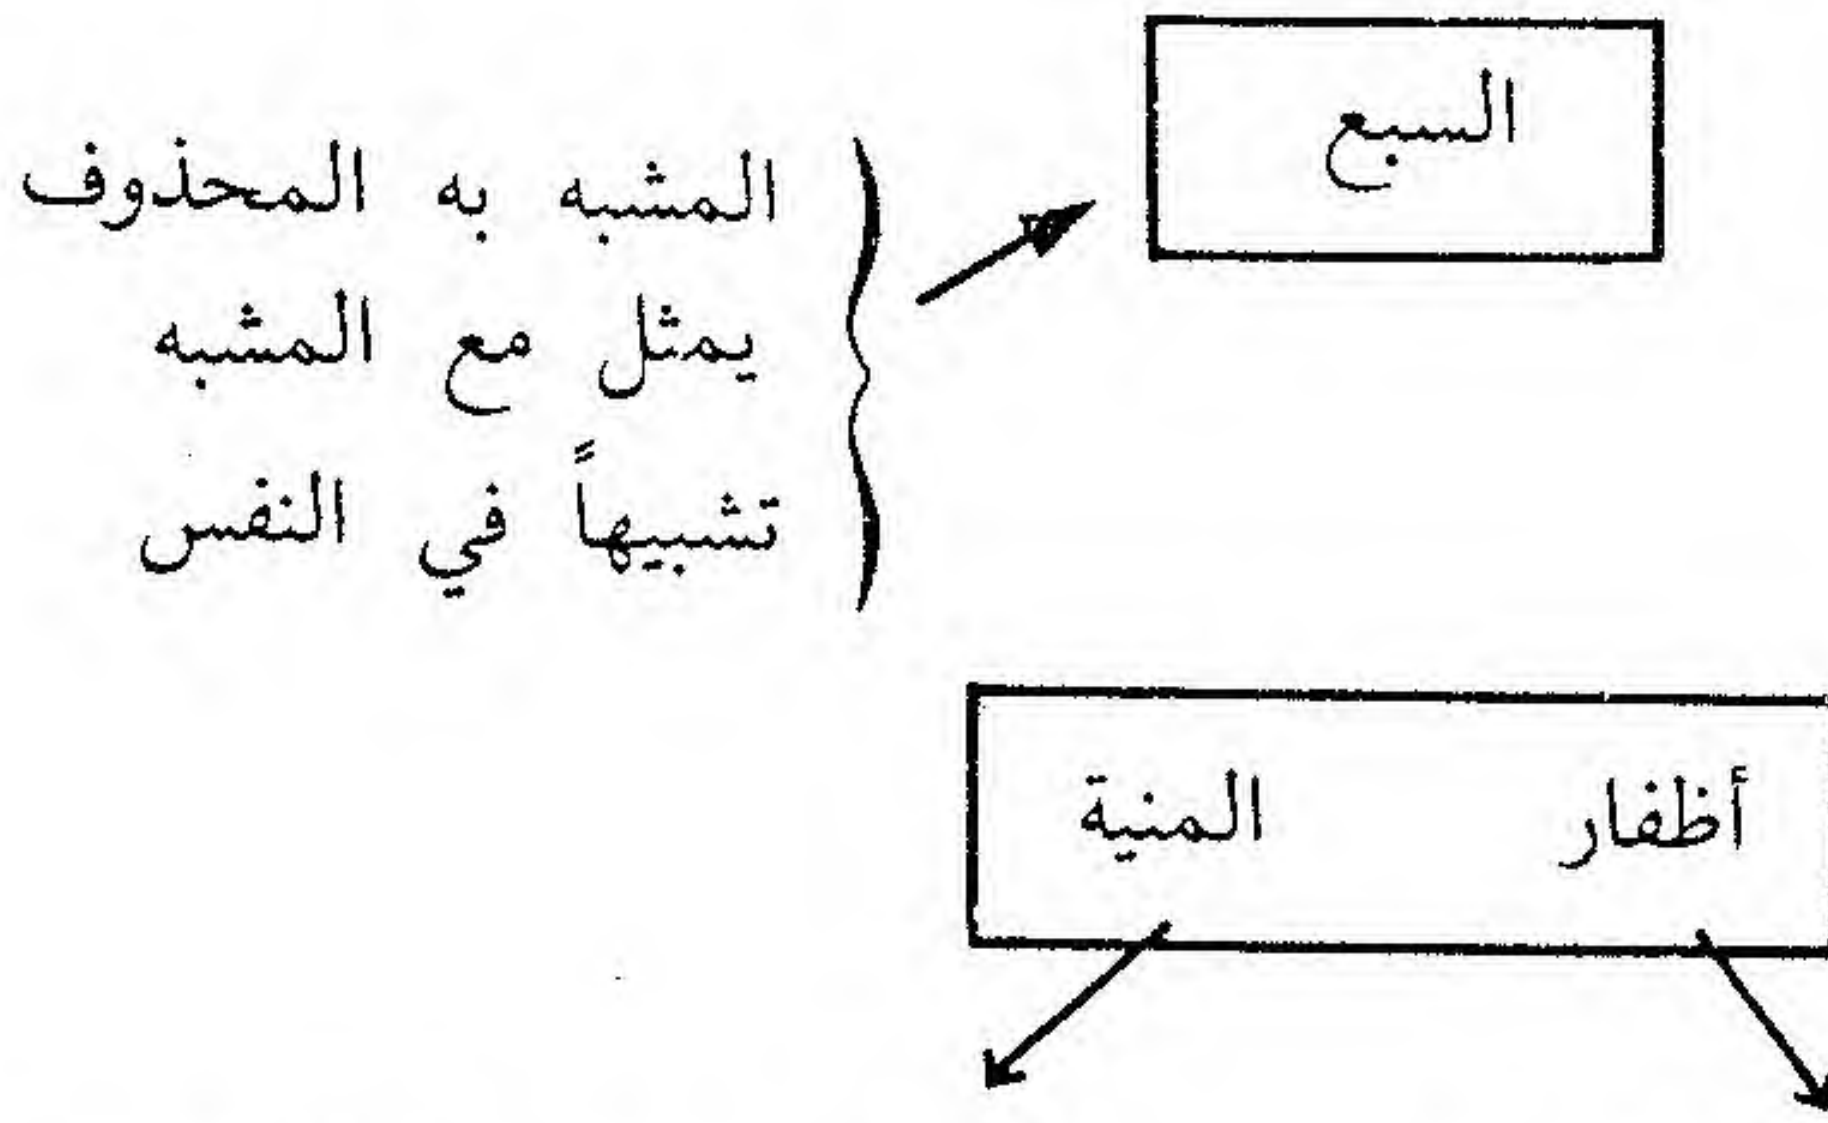 السبع
المشبه به المحذوف
يمثل مع المشبه
تشبيهاً في النفس
أظفار المنية